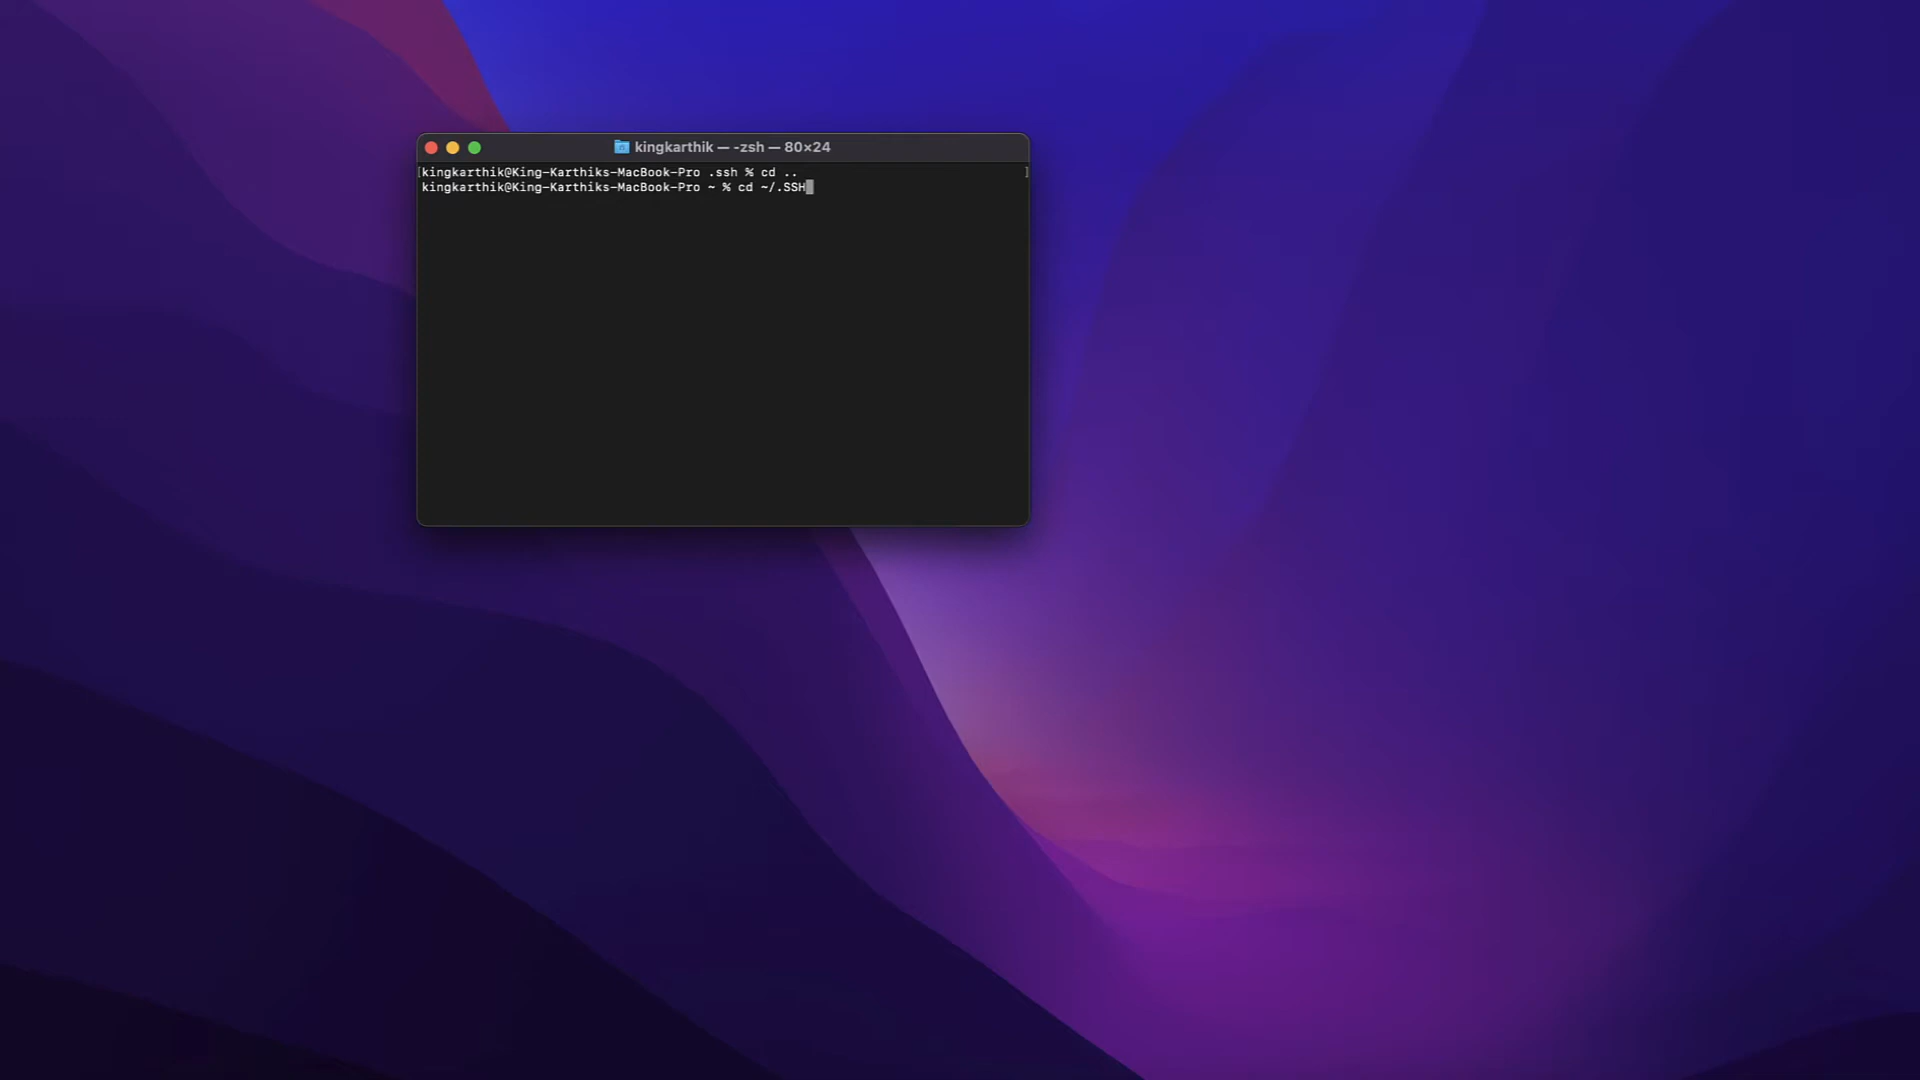 kingkarthik — -zsh — 80×24
[kingkarthik@King-Karthiks-MacBook-Pro .ssh % cd .. ]
kingkarthik@King-Karthiks-MacBook-Pro ~ % cd ~/.SSH